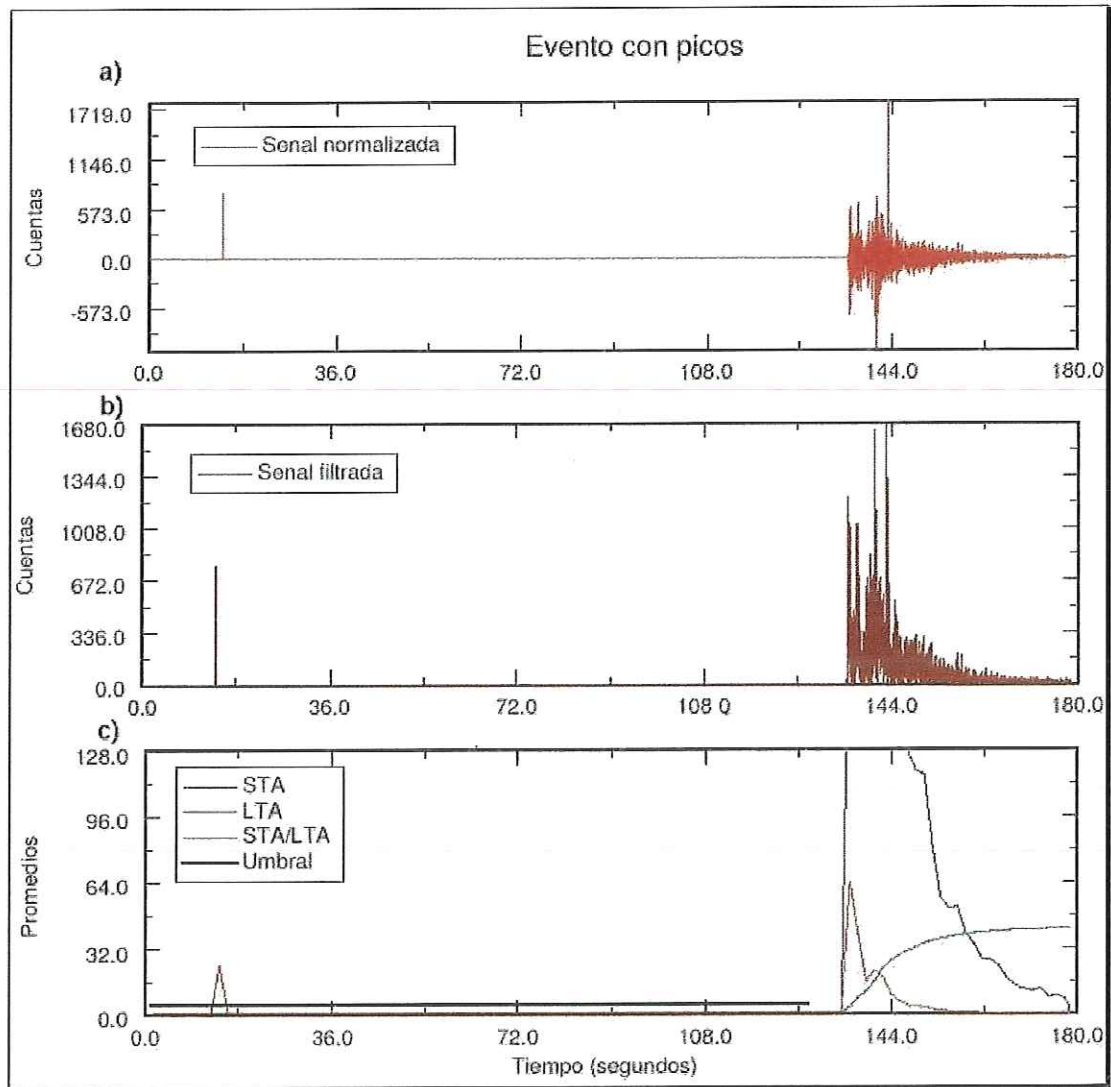 Evento con picos
a)
1719.0
1146.0
573.0
0.0
-573.0
Cuentas
Senal normalizada
0.0 36.0 72.0 108.0 144.0 180.0
b)
1680.0
1344.0
1008.0
672.0
336.0
0.0
Cuentas
Senal filtrada
0.0 36.0 72.0 108 0 144.0 180.0
c)
128.0
96.0
64.0
32.0
0.0
Promedios
STA
LTA
STA/LTA
Umbral
0.0 36.0 72.0 108.0 144.0 180.0
Tiempo (segundos)